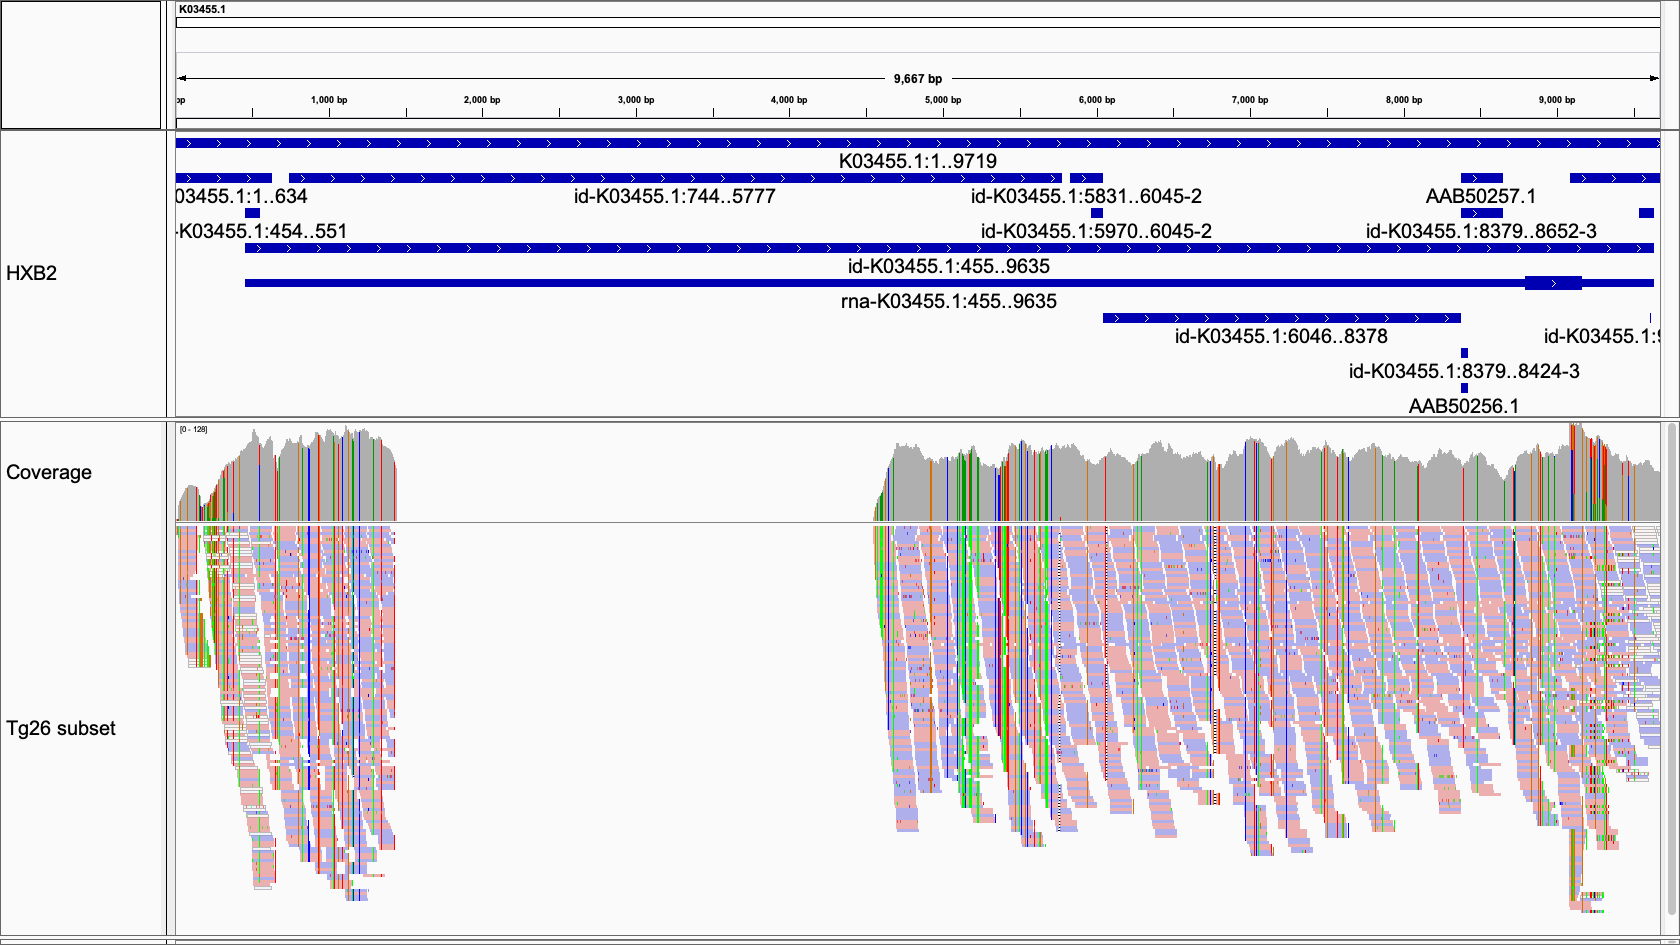 K03455.1
9,667 bp
bp 1,000 bp 2,000 bp 3,000 bp 4,000 bp 5,000 bp 6,000 bp 7,000 bp 8,000 bp 9,000 bp
K03455.1:1..9719
03455.1:1..634 id-K03455.1:744..5777 id-K03455.1:5831..6045-2 AAB50257.1
-K03455.1:454..551 id-K03455.1:5970..6045-2 id-K03455.1:8379..8652-3
HXB2
id-K03455.1:455..9635
rna-K03455.1:455..9635
id-K03455.1:6046..8378 id-K03455.1:9
id-K03455.1:8379..8424-3
AAB50256.1
[0 - 128]
Coverage
Tg26 subset